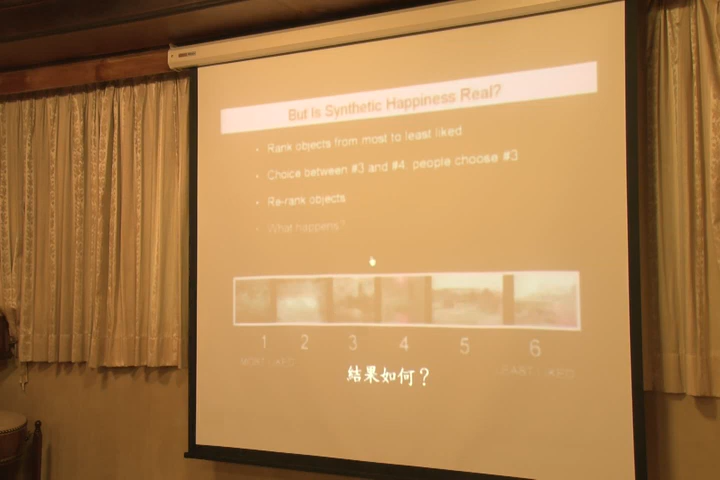 But Is Synthetic Happiness Real?
• Rank objects from most to least liked
• Choice between #3 and #4: people choose #3
• Re-rank objects
• What happens?
1 2 3 4 5 6
MOST LIKED LEAST LIKED
結果如何？